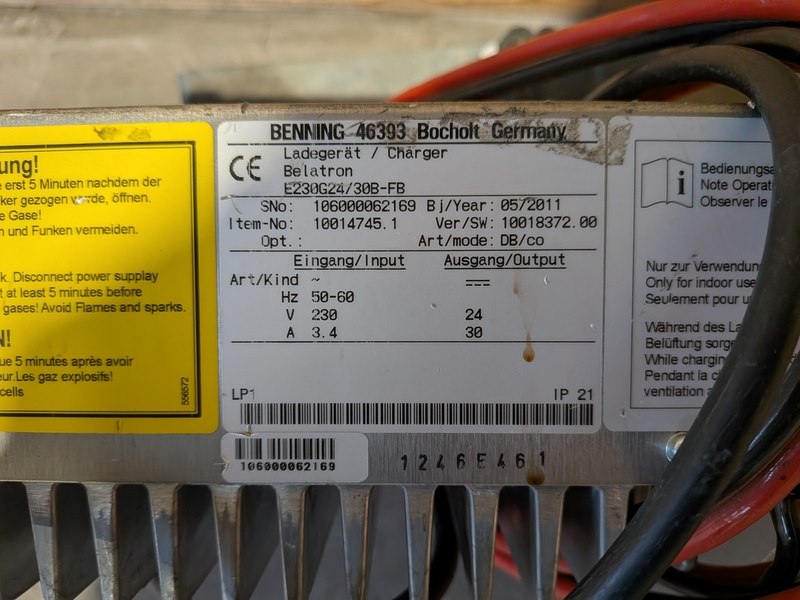 ung!
e erst 5 Minuten nachdem der
ker gezogen wurde, öffnen.
e Gase!
n und Funken vermeiden.
k. Disconnect power supplay
t at least 5 minutes before
gases! Avoid Flames and sparks.
N!
que 5 minutes après avoir
eur.Les gaz explosifs!
cells
556572
BENNING 46393 Bocholt Germany
CE
Ladegerät / Charger
Belatron
E230G24/30B-FB
SNo: 106000062169 Bj/Year: 05/2011
Item-No: 10014745.1 Ver/SW: 10018372.00
Opt.: Art/mode: DB/co
Eingang/Input Ausgang/Output
Art/Kind ~ ⎓
Hz 50-60
V 230 24
A 3.4 30
LP1 IP 21
106000062169
1246E461
i
Bedienungsa
Note Operati
Observer le
Nur zur Verwendun
Only for indoor use
Seulement pour u
Während des La
Belüftung sorge
While charging
Pendant la c
ventilation a